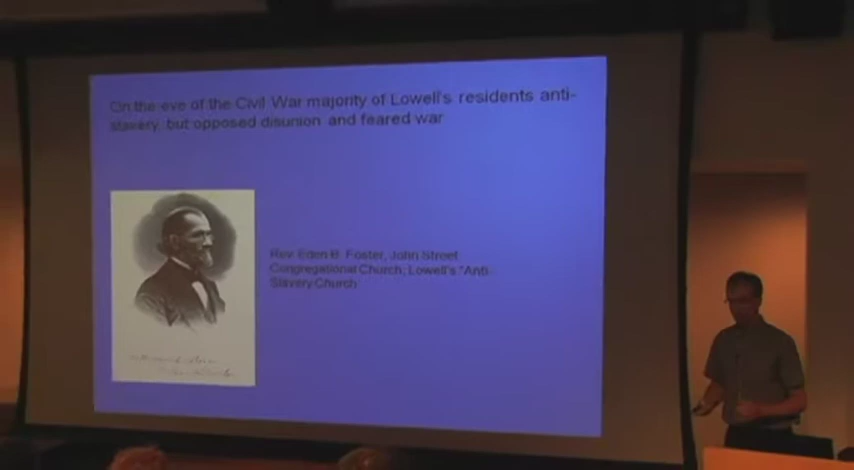 On the eve of the Civil War majority of Lowell's residents anti-
slavery, but opposed disunion and feared war
Rev. Eden B. Foster, John Street
Congregational Church; Lowell's "Anti-
Slavery Church